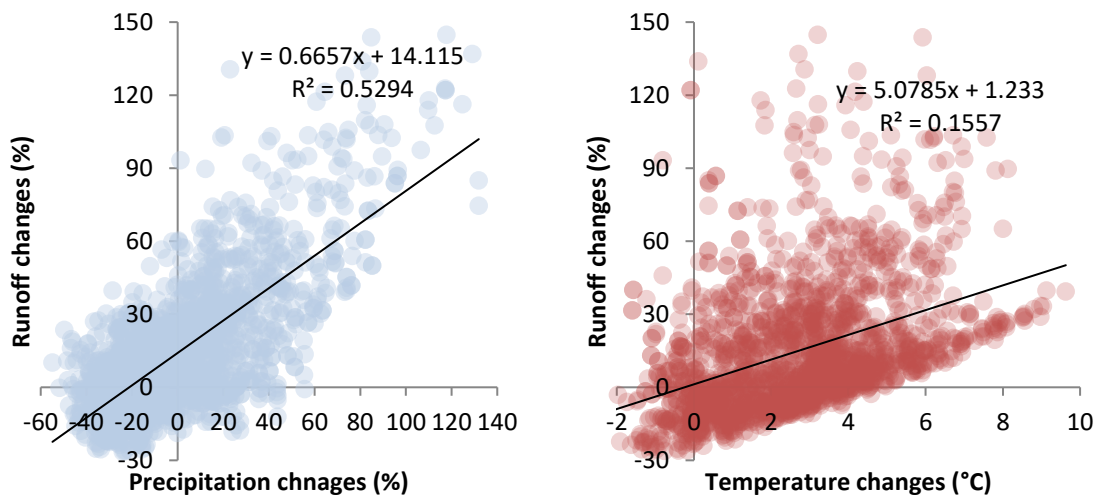 150
120
90
60
30
0
-30
-60 -40 -20 0 20 40 60 80 100 120 140
Runoff changes (%)
Precipitation chnages (%)
y = 0.6657x + 14.115
R² = 0.5294
150
120
90
60
30
0
-30
-2 0 2 4 6 8 10
Runoff changes (%)
Temperature changes (°C)
y = 5.0785x + 1.233
R² = 0.1557